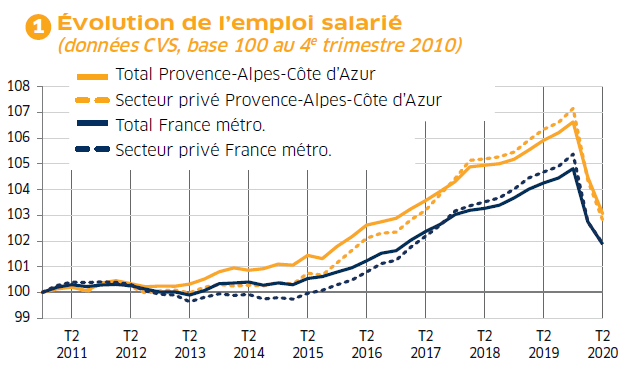 1 Évolution de l'emploi salarié
(données CVS, base 100 au 4e trimestre 2010)
108
107
106
105
104
103
102
101
100
99
Total Provence-Alpes-Côte d'Azur
Secteur privé Provence-Alpes-Côte d'Azur
Total France métro.
Secteur privé France métro.
T2 T2 T2 T2 T2 T2 T2 T2 T2 T2
2011 2012 2013 2014 2015 2016 2017 2018 2019 2020